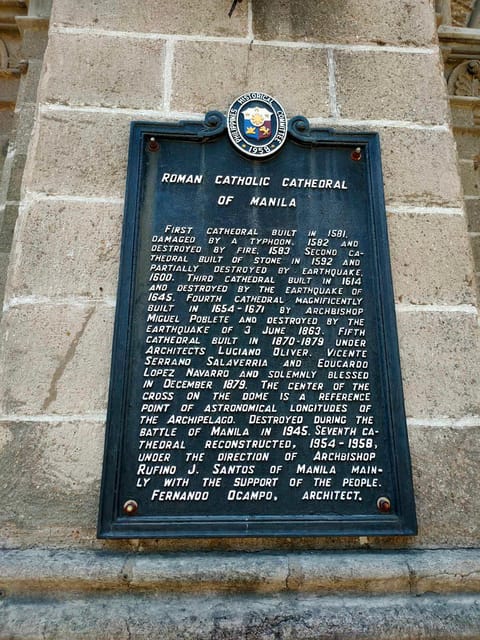 PHILIPPINES HISTORICAL COMMITTEE
1958
ROMAN CATHOLIC CATHEDRAL
OF MANILA
FIRST CATHEDRAL BUILT IN 1581,
DAMAGED BY A TYPHOON, 1582 AND
DESTROYED BY FIRE, 1583 SECOND CA-
THEDRAL BUILT OF STONE IN 1592 AND
PARTIALLY DESTROYED BY EARTHQUAKE,
1600. THIRD CATHEDRAL BUILT IN 1614
AND DESTROYED BY THE EARTHQUAKE OF
1645. FOURTH CATHEDRAL MAGNIFICENTLY
BUILT IN 1654-1671 BY ARCHBISHOP
MIGUEL POBLETE AND DESTROYED BY THE
EARTHQUAKE OF 3 JUNE 1863. FIFTH
CATHEDRAL BUILT IN 1870-1879 UNDER
ARCHITECTS LUCIANO OLIVER, VICENTE
SERRANO SALAVERRIA AND EDUCARDO
LOPEZ NAVARRO AND SOLEMNLY BLESSED
IN DECEMBER 1879. THE CENTER OF THE
CROSS ON THE DOME IS A REFERENCE
POINT OF ASTRONOMICAL LONGITUDES OF
THE ARCHIPELAGO. DESTROYED DURING THE
BATTLE OF MANILA IN 1945. SEVENTH CA-
THEDRAL RECONSTRUCTED, 1954-1958,
UNDER THE DIRECTION OF ARCHBISHOP
RUFINO J. SANTOS OF MANILA MAIN-
LY WITH THE SUPPORT OF THE PEOPLE.
FERNANDO OCAMPO, ARCHITECT.